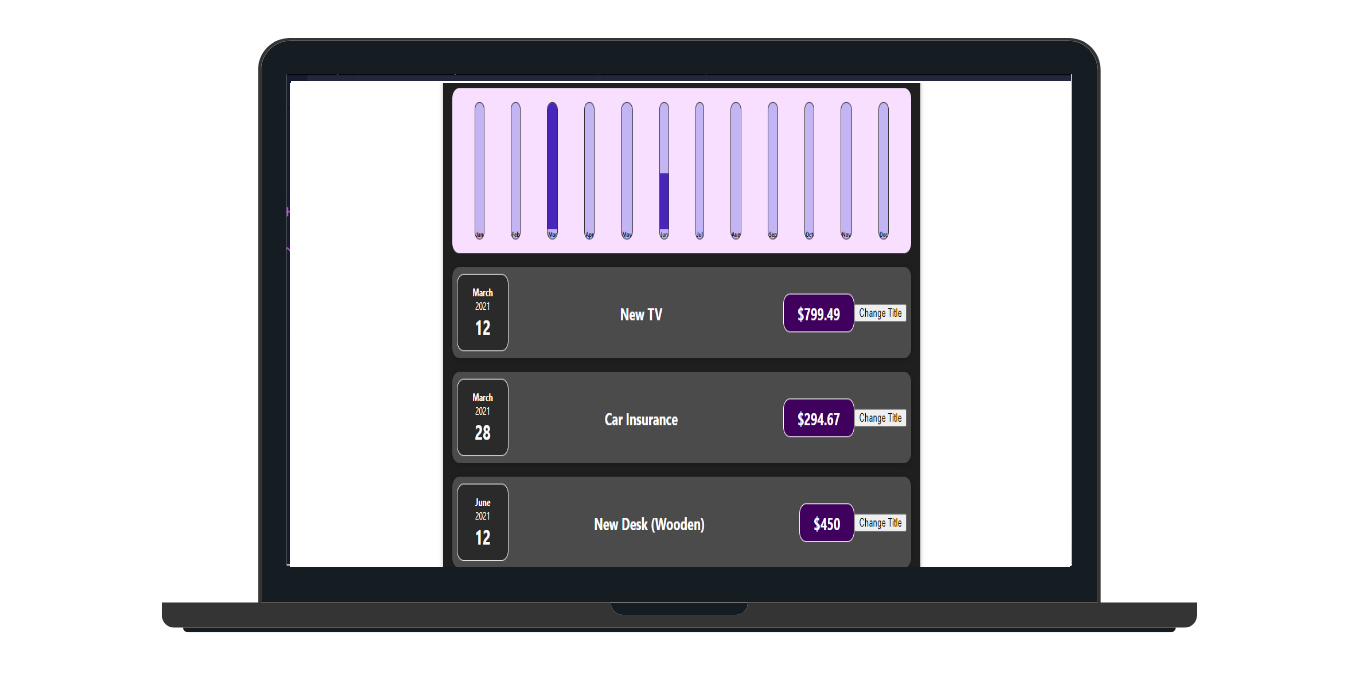 Jan Feb Mar Apr May Jun Jul Aug Sep Oct Nov Dec
March
2021
12
New TV
$799.49
Change Title
March
2021
28
Car Insurance
$294.67
Change Title
June
2021
12
New Desk (Wooden)
$450
Change Title